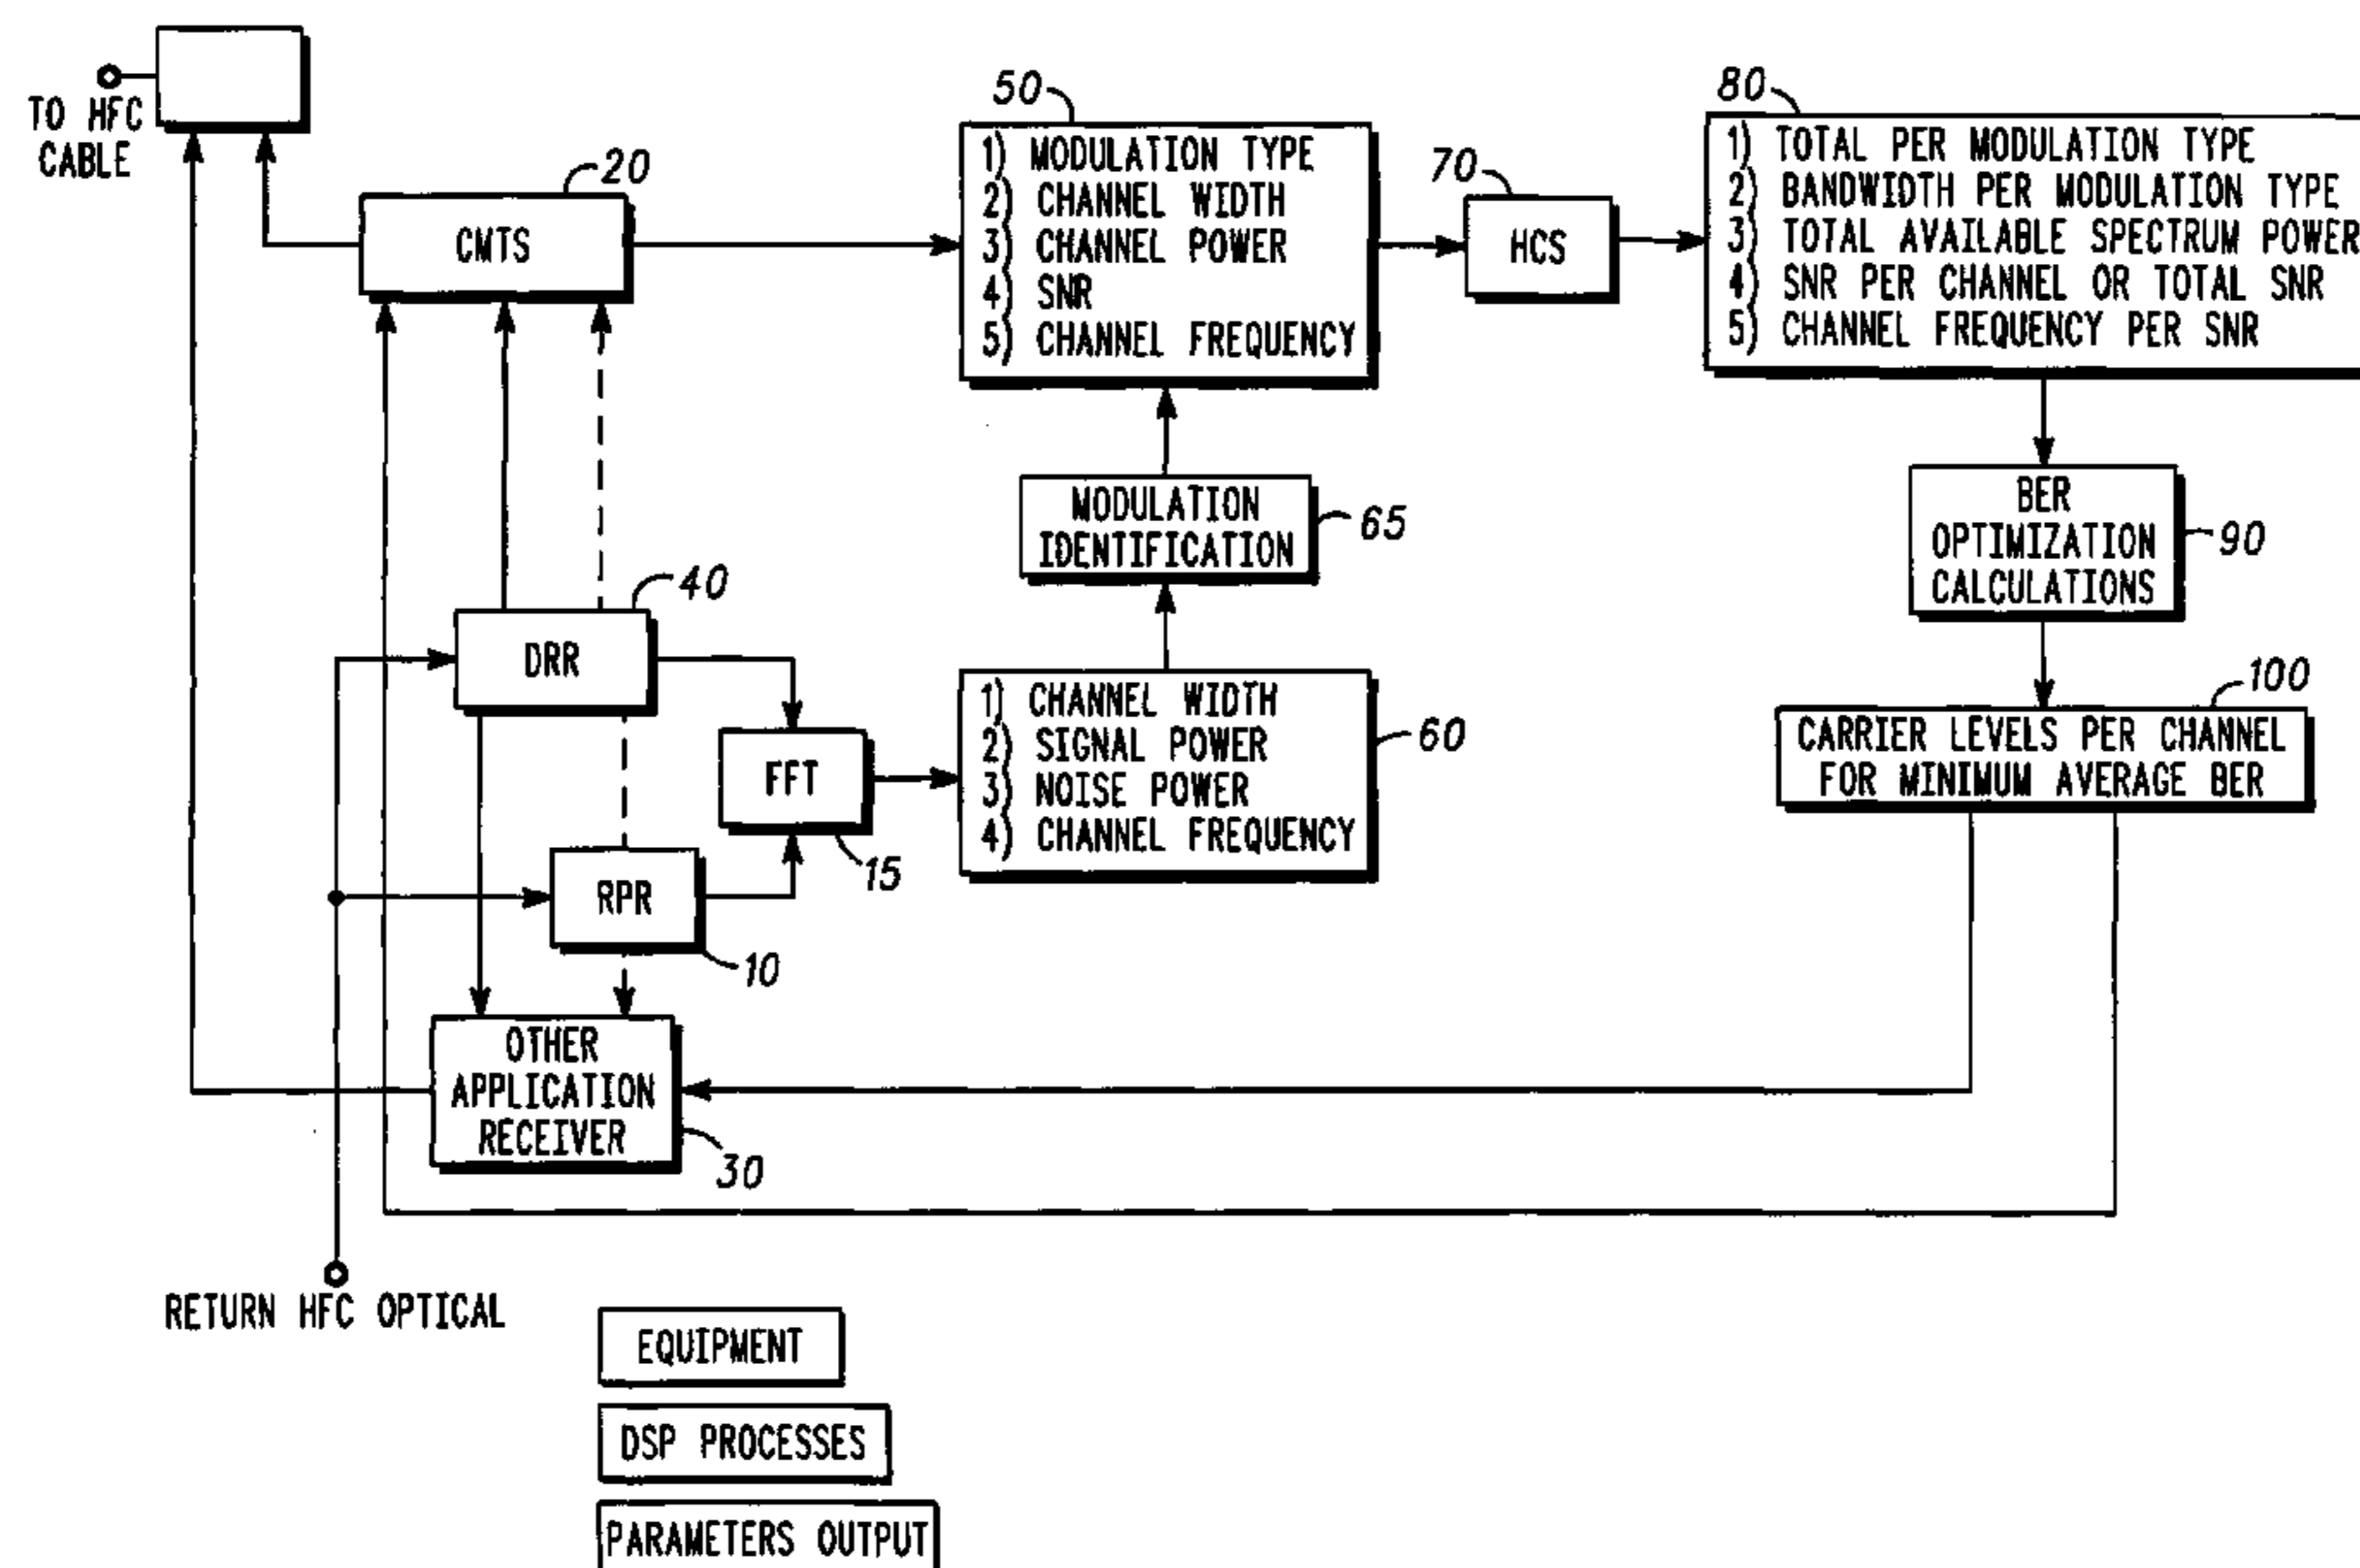 TO HFC
CABLE
20
CMTS
50
1) MODULATION TYPE
2) CHANNEL WIDTH
3) CHANNEL POWER
4) SNR
5) CHANNEL FREQUENCY
70
HCS
80
1) TOTAL PER MODULATION TYPE
2) BANDWIDTH PER MODULATION TYPE
3) TOTAL AVAILABLE SPECTRUM POWER
4) SNR PER CHANNEL OR TOTAL SNR
5) CHANNEL FREQUENCY PER SNR
MODULATION
IDENTIFICATION
65
BER
OPTIMIZATION
CALCULATIONS
90
40
DRR
FFT
15
1) CHANNEL WIDTH
2) SIGNAL POWER
3) NOISE POWER
4) CHANNEL FREQUENCY
60
100
CARRIER LEVELS PER CHANNEL
FOR MINIMUM AVERAGE BER
RPR
10
OTHER
APPLICATION
RECEIVER
30
RETURN HFC OPTICAL
EQUIPMENT
DSP PROCESSES
PARAMETERS OUTPUT